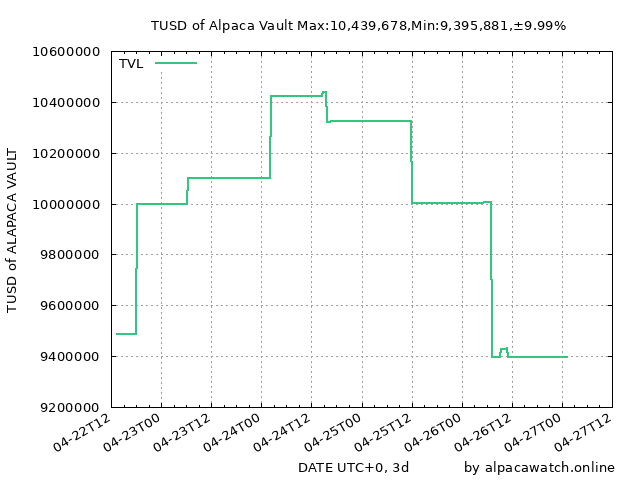 TUSD of Alpaca Vault Max:10,439,678,Min:9,395,881,±9.99%
TUSD of ALAPACA VAULT
TVL
10600000
10400000
10200000
10000000
9800000
9600000
9400000
9200000
04-22T12
04-23T00
04-23T12
04-24T00
04-24T12
04-25T00
04-25T12
04-26T00
04-26T12
04-27T00
04-27T12
DATE UTC+0, 3d
by alpacawatch.online